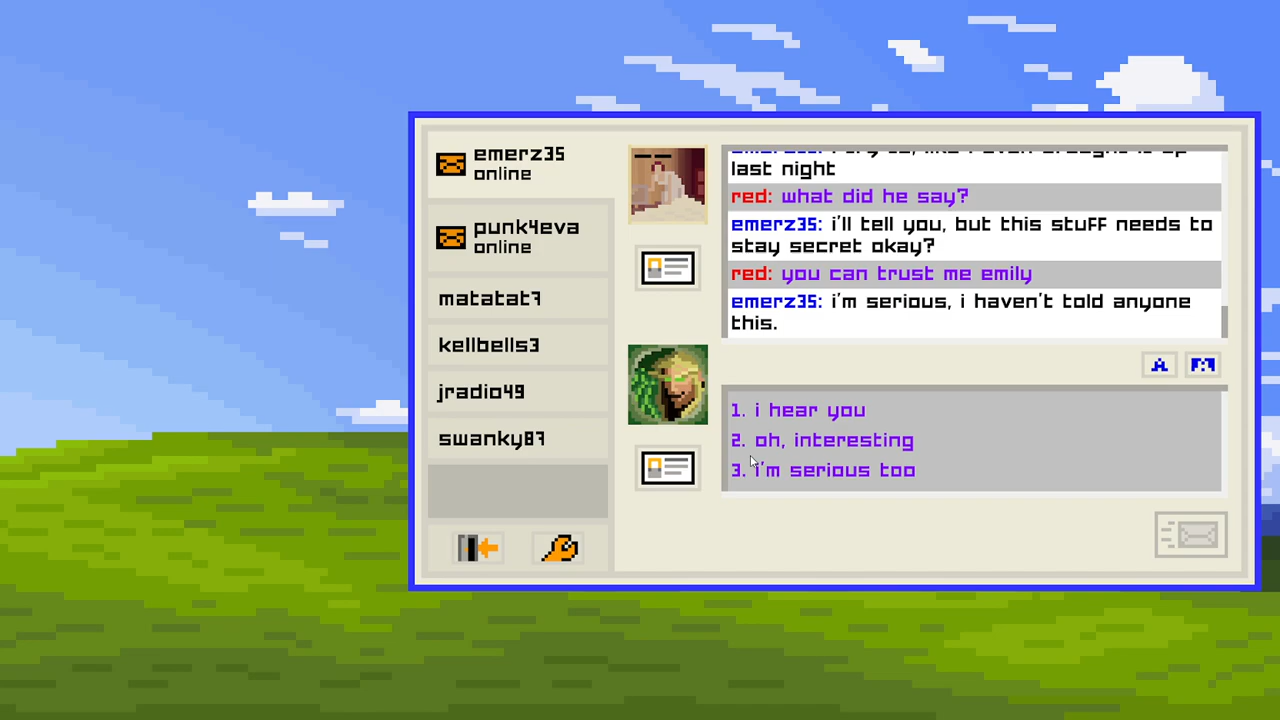 emerz35
online
punk4eva
online
matatat7
kellbells3
jradio49
swanky87
last night
red: what did he say?
emerz35: i'll tell you, but this stuff needs to
stay secret okay?
red: you can trust me emily
emerz35: i'm serious, i haven't told anyone
this.
A
1. i hear you
2. oh, interesting
3. i'm serious too